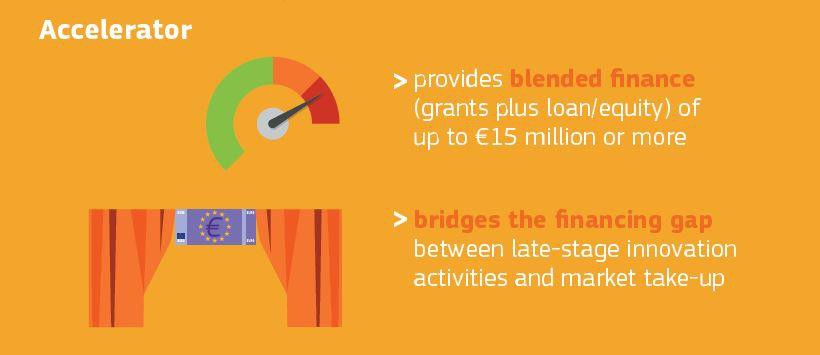 Accelerator
> provides blended finance
(grants plus loan/equity) of
up to €15 million or more
€
> bridges the financing gap
between late-stage innovation
activities and market take-up